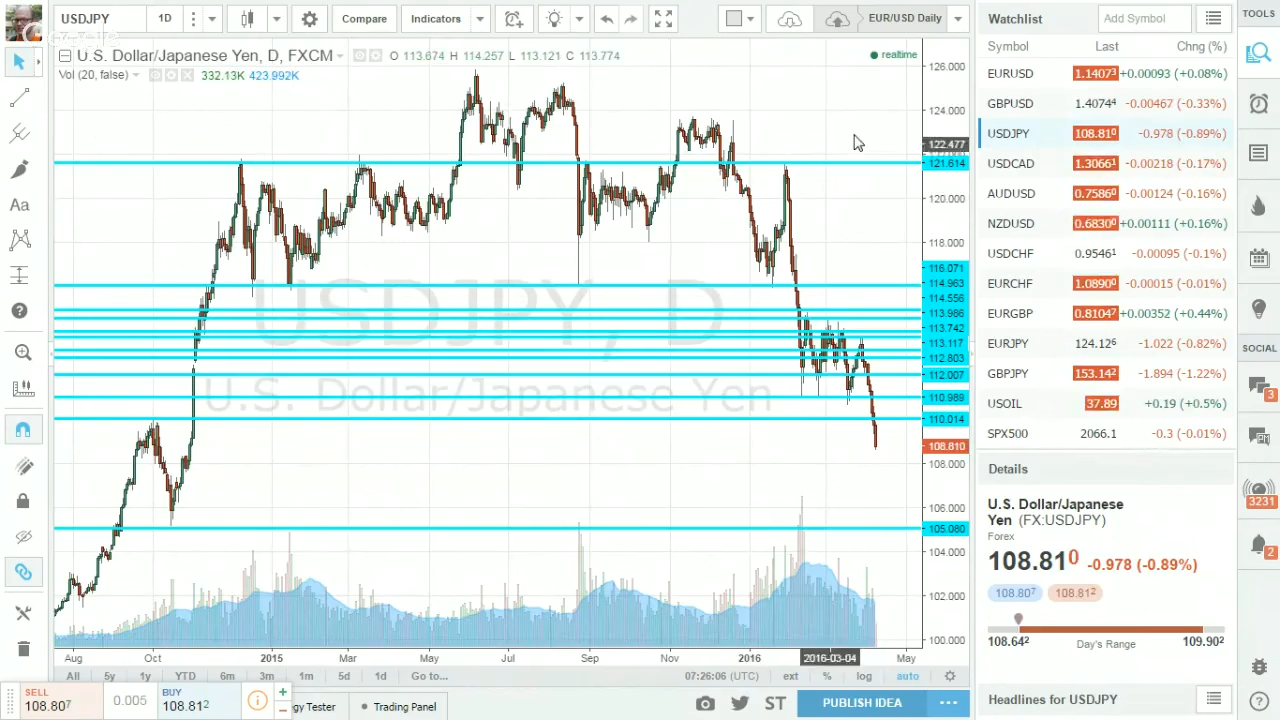 USDJPY 1D Compare Indicators EUR/USD Daily
Google
U.S. Dollar/Japanese Yen, D, FXCM O 113.674 H 114.257 L 113.121 C 113.774 realtime
Vol (20, false) 332.13K 423.992K
USDJPY, D
U.S. Dollar/Japanese Yen
Aa
126.000
124.000
122.477
121.614
120.000
118.000
116.071
114.963
114.556
113.986
113.742
113.117
112.803
112.007
110.989
110.014
108.810
108.000
106.000
105.080
104.000
102.000
100.000
Aug Oct 2015 Mar May Jul Sep Nov 2016 2016-03-04 May
All 5y 1y YTD 6m 3m 1m 5d 1d Go to... 07:26:06 (UTC) ext % log auto
SELL
108.807
0.005
BUY
108.812
gy Tester Trading Panel ST PUBLISH IDEA
Watchlist Add Symbol
Symbol Last Chng (%)
EURUSD 1.14073 +0.00093 (+0.08%)
GBPUSD 1.40744 -0.00467 (-0.33%)
USDJPY 108.810 -0.978 (-0.89%)
USDCAD 1.30661 -0.00218 (-0.17%)
AUDUSD 0.75860 -0.00124 (-0.16%)
NZDUSD 0.68300 +0.00111 (+0.16%)
USDCHF 0.95461 -0.00095 (-0.1%)
EURCHF 1.08900 -0.00015 (-0.01%)
EURGBP 0.81047 +0.00352 (+0.44%)
EURJPY 124.126 -1.022 (-0.82%)
GBPJPY 153.142 -1.894 (-1.22%)
USOIL 37.89 +0.19 (+0.5%)
SPX500 2066.1 -0.3 (-0.01%)
Details
U.S. Dollar/Japanese
Yen (FX:USDJPY)
Forex
108.810 -0.978 (-0.89%)
108.807 108.812
108.642 Day's Range 109.902
Headlines for USDJPY
TOOLS
SOCIAL
3
3231
2